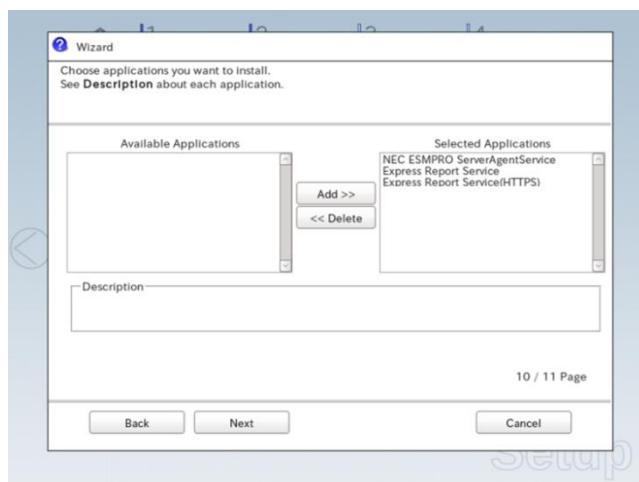 Wizard
Choose applications you want to install.
See Description about each application.
Available Applications
Selected Applications
NEC ESMPRO ServerAgentService
Express Report Service
Express Report Service(HTTPS)
Add >>
<< Delete
Description
10 / 11 Page
Back
Next
Cancel
Setup